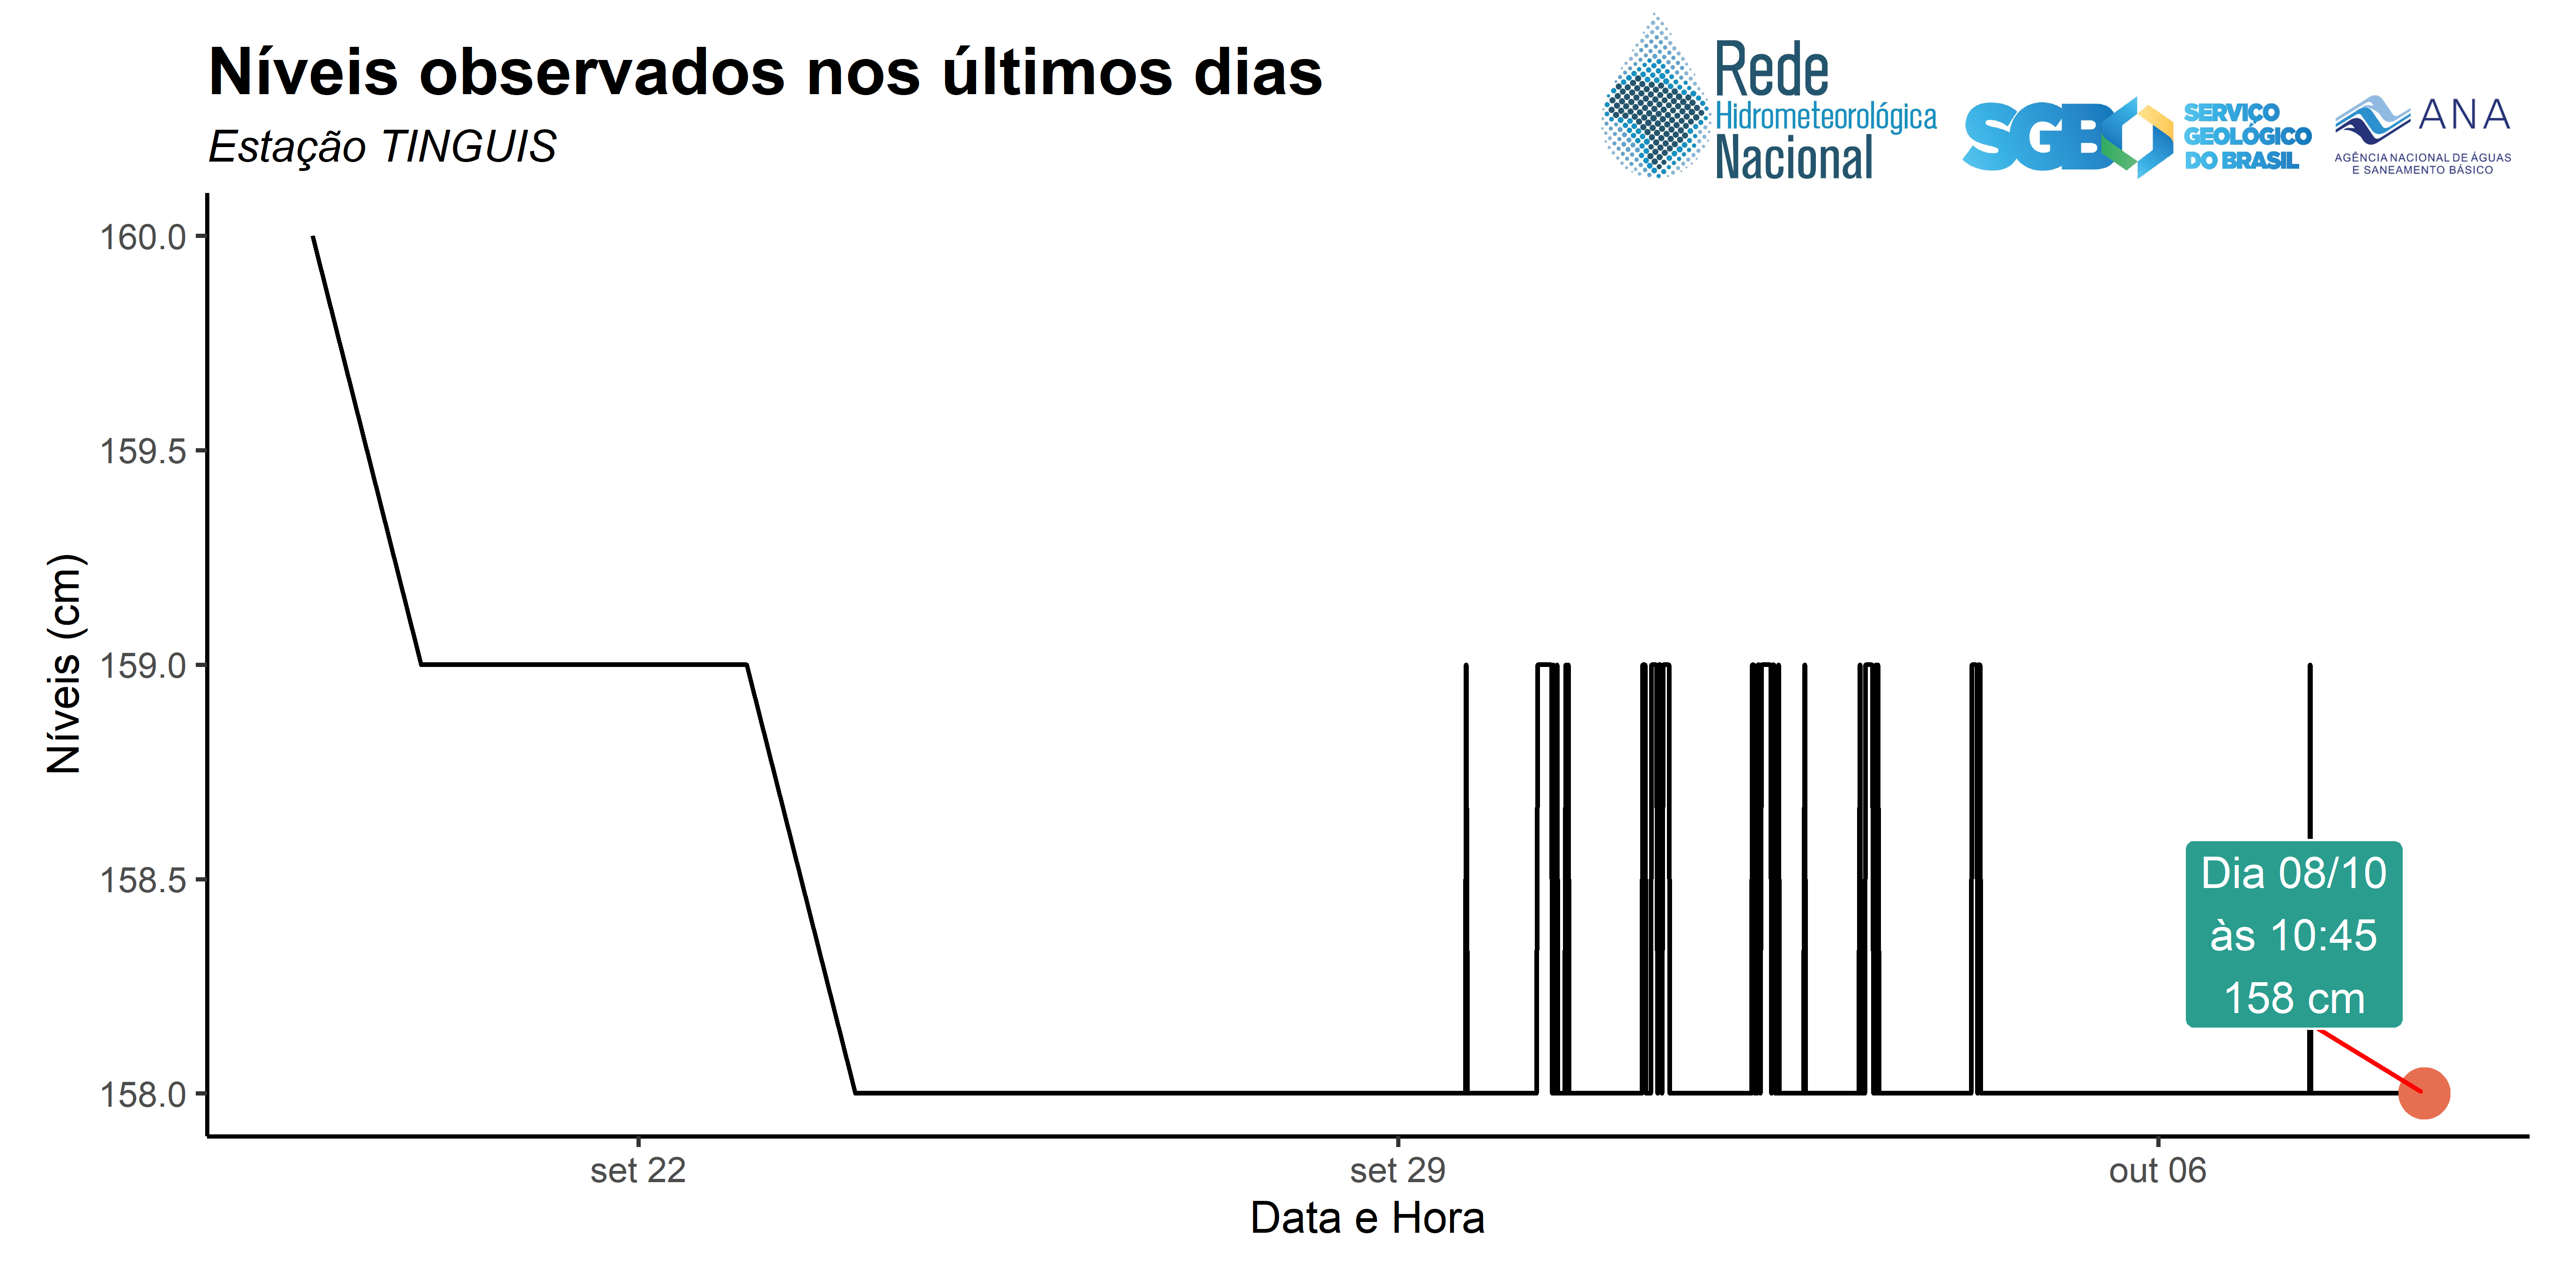 Níveis observados nos últimos dias
Estação TINGUIS
Rede
Hidrometeorológica
Nacional
SGB
SERVIÇO
GEOLÓGICO
DO BRASIL
ANA
AGÊNCIA NACIONAL DE ÁGUAS
E SANEAMENTO BÁSICO
Níveis (cm)
160.0
159.5
159.0
158.5
158.0
Dia 08/10
às 10:45
158 cm
set 22
set 29
out 06
Data e Hora